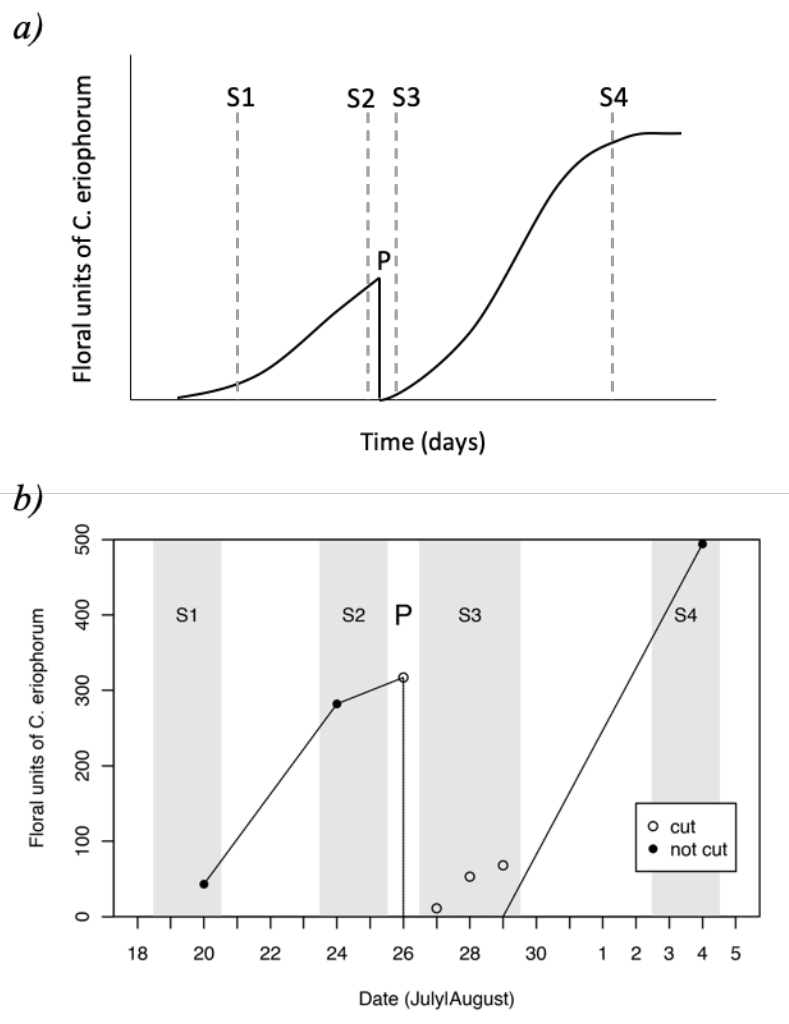 a)
Floral units of C. eriophorum
S1 S2 S3 S4
P
Time (days)
b)
Floral units of C. eriophorum
500
400
300
200
100
0
S1 S2 P S3 S4
cut
not cut
18 20 22 24 26 28 30 1 2 3 4 5
Date (July|August)